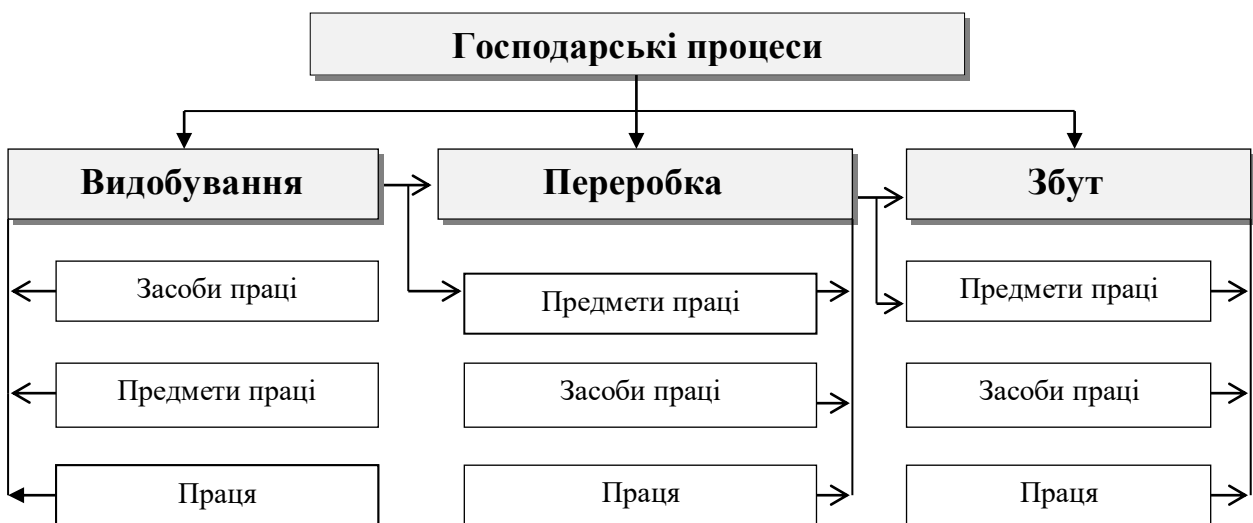 Господарські процеси
Видобування
Переробка
Збут
Засоби праці
Предмети праці
Предмети праці
Предмети праці
Засоби праці
Засоби праці
Праця
Праця
Праця